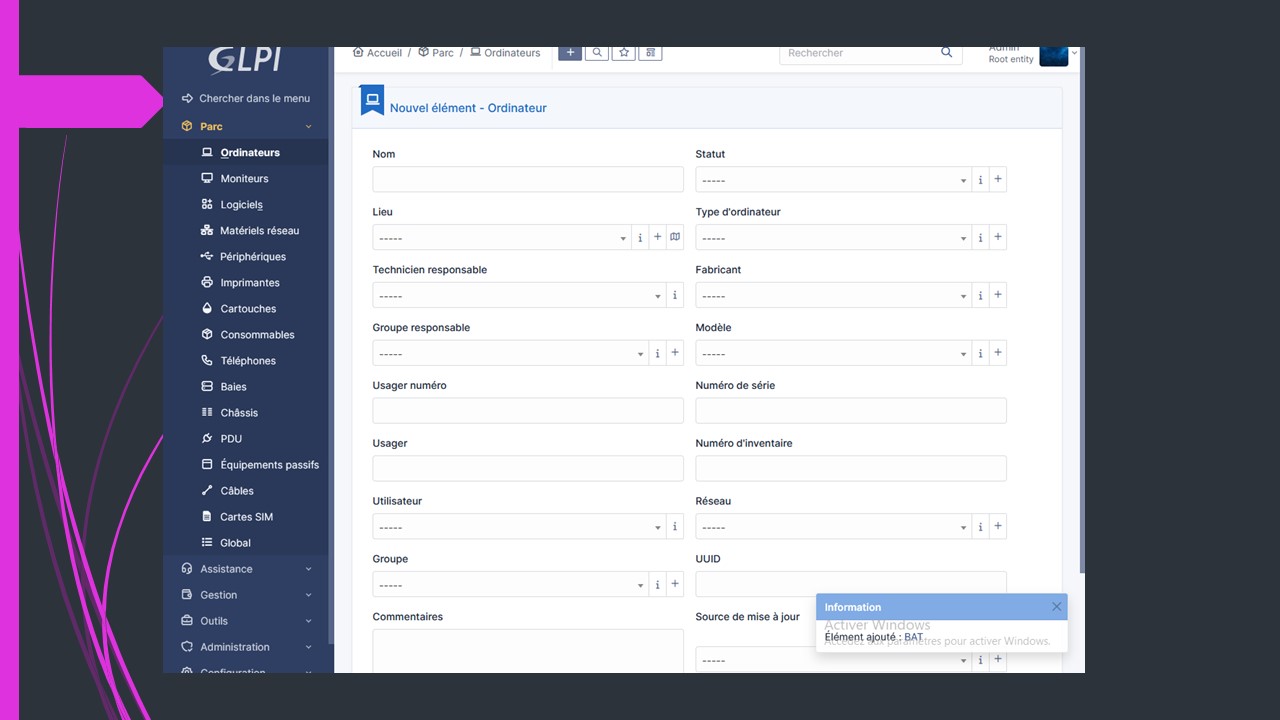 GLPI
Accueil / Parc / Ordinateurs
Rechercher
Admin
Root entity
Chercher dans le menu
Parc
Ordinateurs
Moniteurs
Logiciels
Matériels réseau
Périphériques
Imprimantes
Cartouches
Consommables
Téléphones
Baies
Châssis
PDU
Équipements passifs
Câbles
Cartes SIM
Global
Assistance
Gestion
Outils
Administration
Configuration
Nouvel élément - Ordinateur
Nom
Statut
-----
Lieu
Type d'ordinateur
-----
-----
Technicien responsable
Fabricant
-----
-----
Groupe responsable
Modèle
-----
-----
Usager numéro
Numéro de série
Usager
Numéro d'inventaire
Utilisateur
Réseau
-----
-----
Groupe
UUID
-----
Commentaires
Source de mise à jour
-----
Information
Élément ajouté : BAT
Activer Windows
Accédez aux paramètres pour activer Windows.